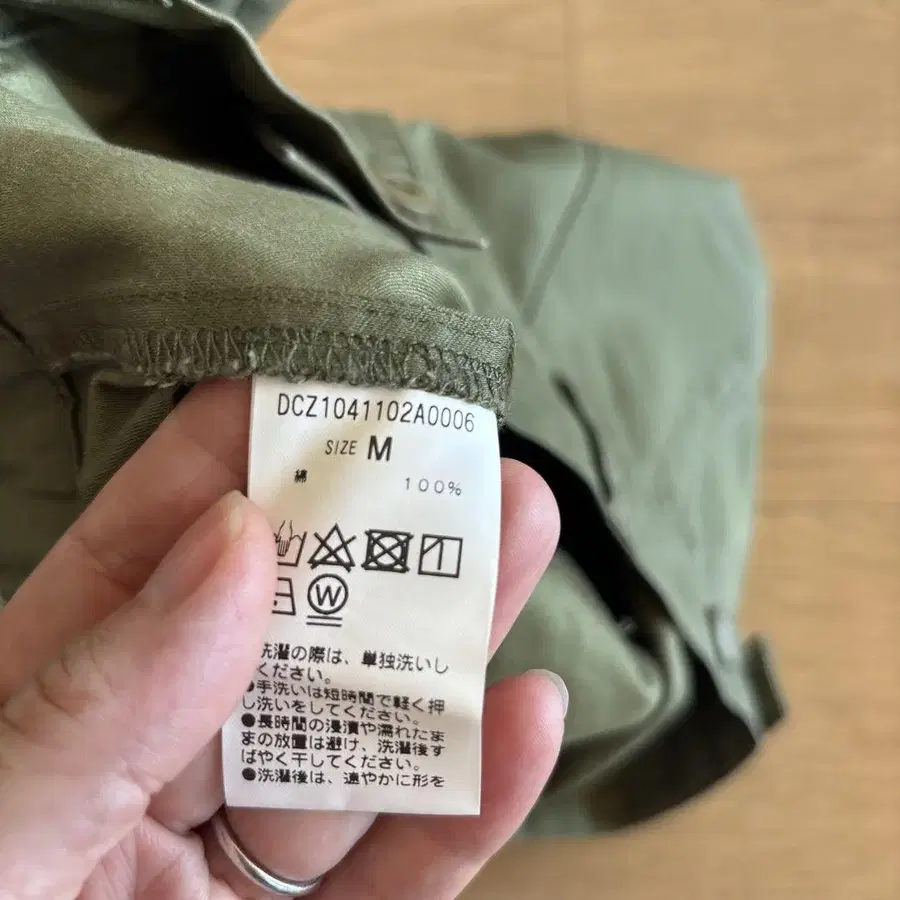 DCZ1041102A0006
SIZE M
綿 100%
W
洗濯の際は、単独洗いし
ください。
●手洗いは短時間で軽く押
し洗いをしてください。
●長時間の浸漬や濡れたま
まの放置は避け、洗濯後す
ばやく干してください。
●洗濯後は、速やかに形を